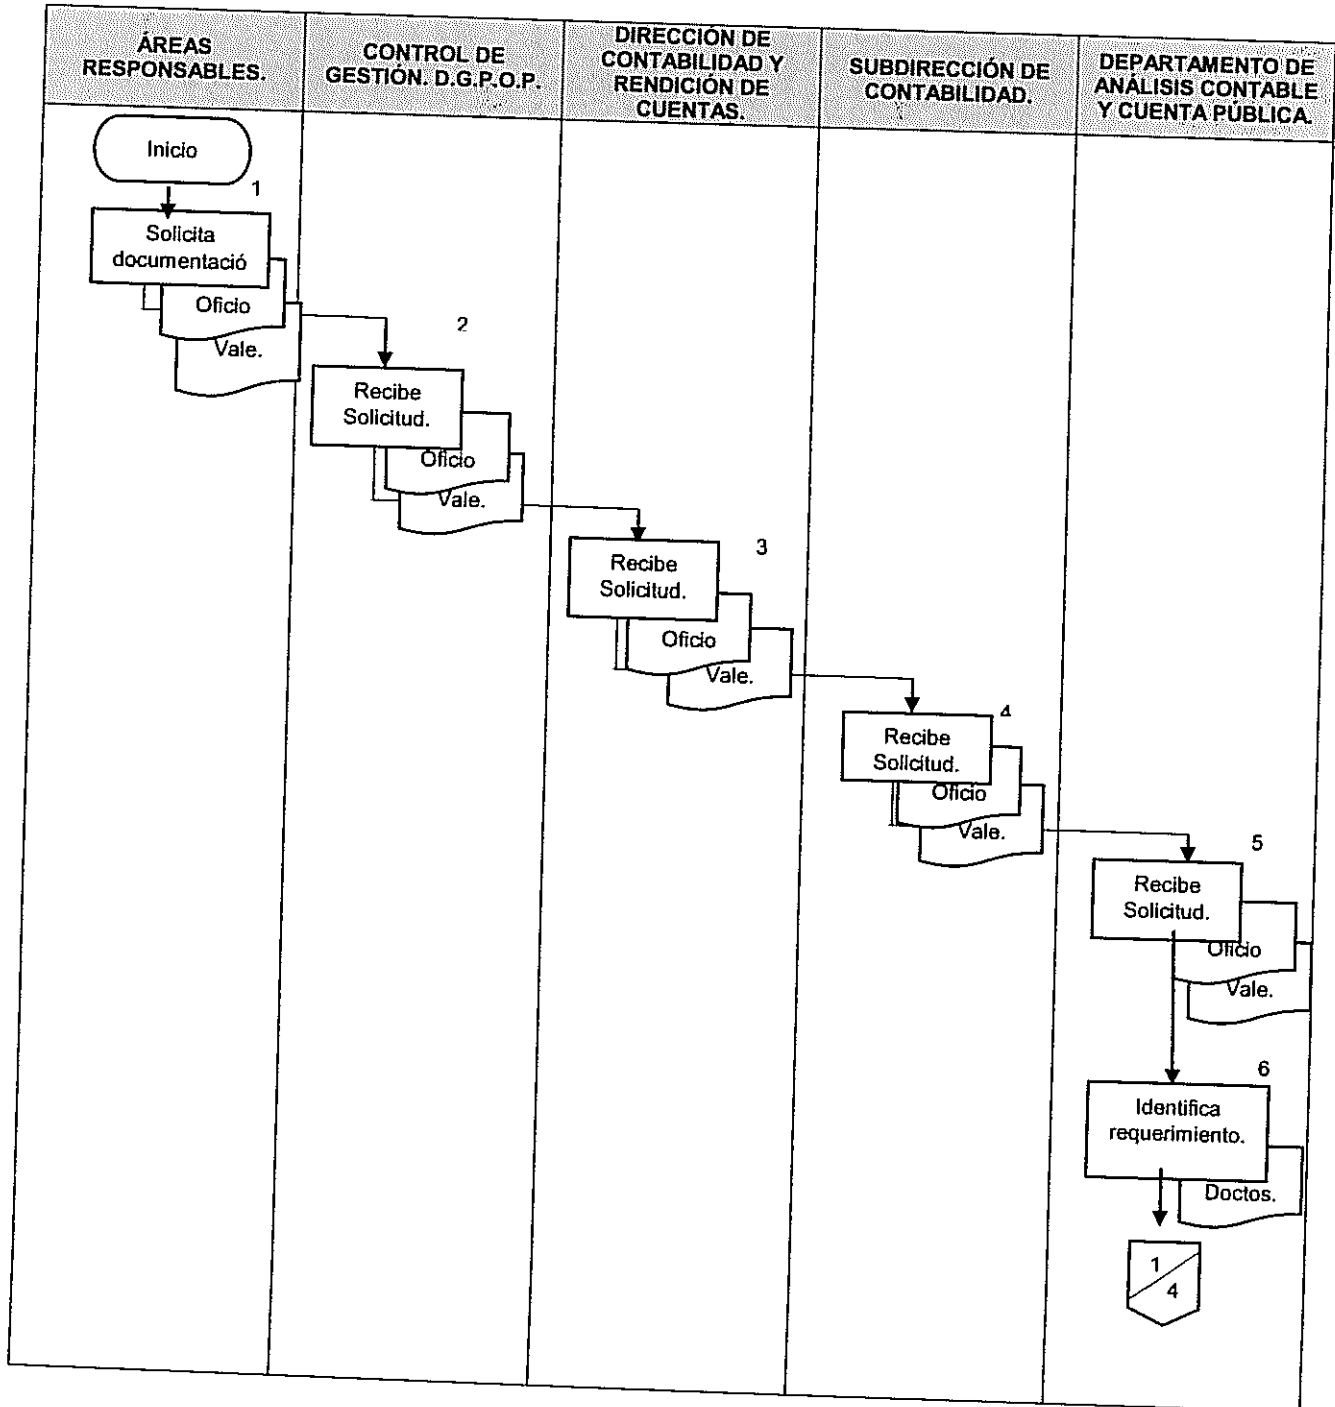 ÁREAS
RESPONSABLES.
CONTROL DE
GESTIÓN. D.G.P.O.P.
DIRECCIÓN DE
CONTABILIDAD Y
RENDICIÓN DE
CUENTAS.
SUBDIRECCIÓN DE
CONTABILIDAD.
DEPARTAMENTO DE
ANÁLISIS CONTABLE
Y CUENTA PÚBLICA.
Inicio
1
Solicita
documentació
Oficio
Vale.
2
Recibe
Solicitud.
Oficio
Vale.
3
Recibe
Solicitud.
Oficio
Vale.
4
Recibe
Solicitud.
Oficio
Vale.
5
Recibe
Solicitud.
Oficio
Vale.
6
Identifica
requerimiento.
Doctos.
1
4